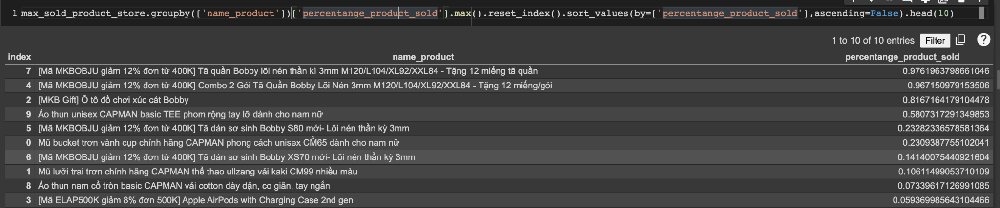 1 max_sold_product_store.groupby(['name_product'])['percentange_product_sold'].max().reset_index().sort_values(by=['percentange_product_sold'],ascending=False).head(10)
1 to 10 of 10 entries Filter ?
index name_product percentange_product_sold
7 [Mã MKBOBJU giảm 12% đơn từ 400K] Tã quần Bobby lõi nén thần kì 3mm M120/L104/XL92/XXL84 - Tặng 12 miếng tã quần 0.9761963798661046
4 [Mã MKBOBJU giảm 12% đơn từ 400K] Combo 2 Gói Tã Quần Bobby Lõi Nén 3mm M120/L104/XL92/XXL84 - Tặng 12 miếng/gói 0.967150979153506
2 [MKB Gift] Ô tô đồ chơi xúc cát Bobby 0.8167164179104478
9 Áo thun unisex CAPMAN basic TEE phom rộng tay lỡ dành cho nam nữ 0.5807317291349853
5 [Mã MKBOBJU giảm 12% đơn từ 400K] Tã dán sơ sinh Bobby S80 mới- Lõi nén thần kỳ 3mm 0.23282336578581364
0 Mũ bucket trơn vành cụp chính hãng CAPMAN phong cách unisex CM̉65 dành cho nam nữ 0.2309387755102041
6 [Mã MKBOBJU giảm 12% đơn từ 400K] Tã dán sơ sinh Bobby XS70 mới- Lõi nén thần kỳ 3mm 0.14140075440921604
1 Mũ lưỡi trai trơn chính hãng CAPMAN thể thao ullzang vải kaki CM99 nhiều màu 0.10611499053710109
8 Áo thun nam cổ tròn basic CAPMAN vải cotton dày dặn, co giãn, tay ngắn 0.07339617126991085
3 [Mã ELAP500K giảm 8% đơn 500K] Apple AirPods with Charging Case 2nd gen 0.059369985643104466